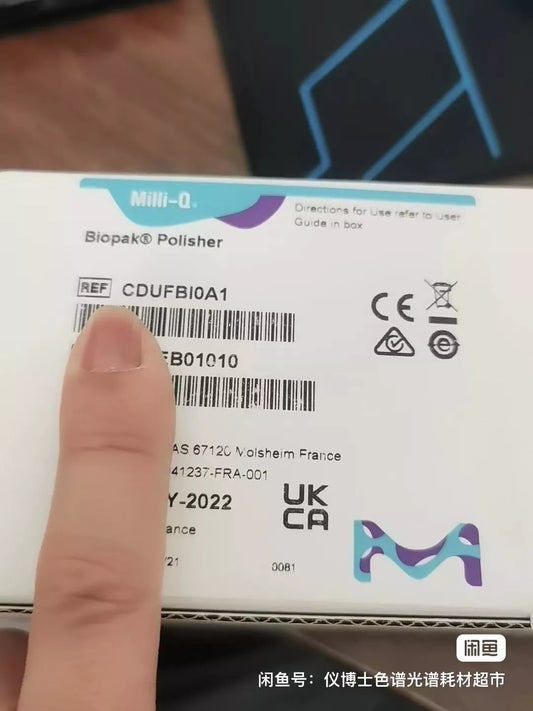 Milli-Q®
Directions for Use refer to User
Guide in box
Biopak® Polisher
REF CDUFBI0A1
EB01010
AS 67120 Molsheim France
41237-FRA-001
Y-2022
ance
/21
0081
CE
UK
CA
闲鱼
闲鱼号：仪博士色谱光谱耗材超市